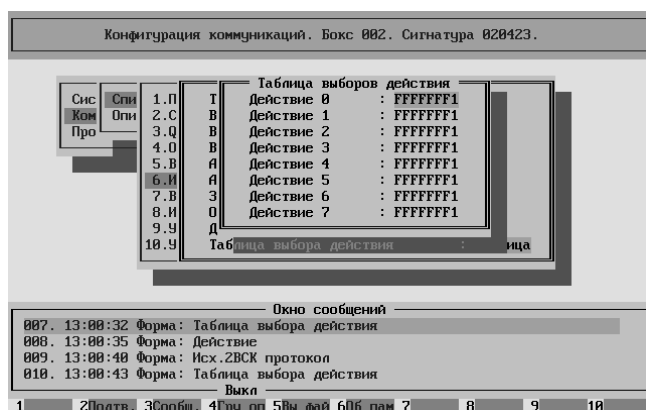 Конфигурация коммуникаций. Бокс 002. Сигнатура 020423.
Таблица выборов действия
Сис Спи 1.П Т Действие 0 : FFFFFFF1
Ком Опи 2.С В Действие 1 : FFFFFFF1
Про 3.Q В Действие 2 : FFFFFFF1
4.О В Действие 3 : FFFFFFF1
5.В А Действие 4 : FFFFFFF1
6.И А Действие 5 : FFFFFFF1
7.В З Действие 6 : FFFFFFF1
8.И О Действие 7 : FFFFFFF1
9.У Д
10.У Таблица выбора действия : ица
Окно сообщений
007. 13:00:32 Форма: Таблица выбора действия
008. 13:00:35 Форма: Действие
009. 13:00:40 Форма: Исх.2ВСК протокол
010. 13:00:43 Форма: Таблица выбора действия
Выкл
1 2Подтв. 3Сообщ. 4Гру оп 5Вы фай 6Пб пам 7 8 9 10